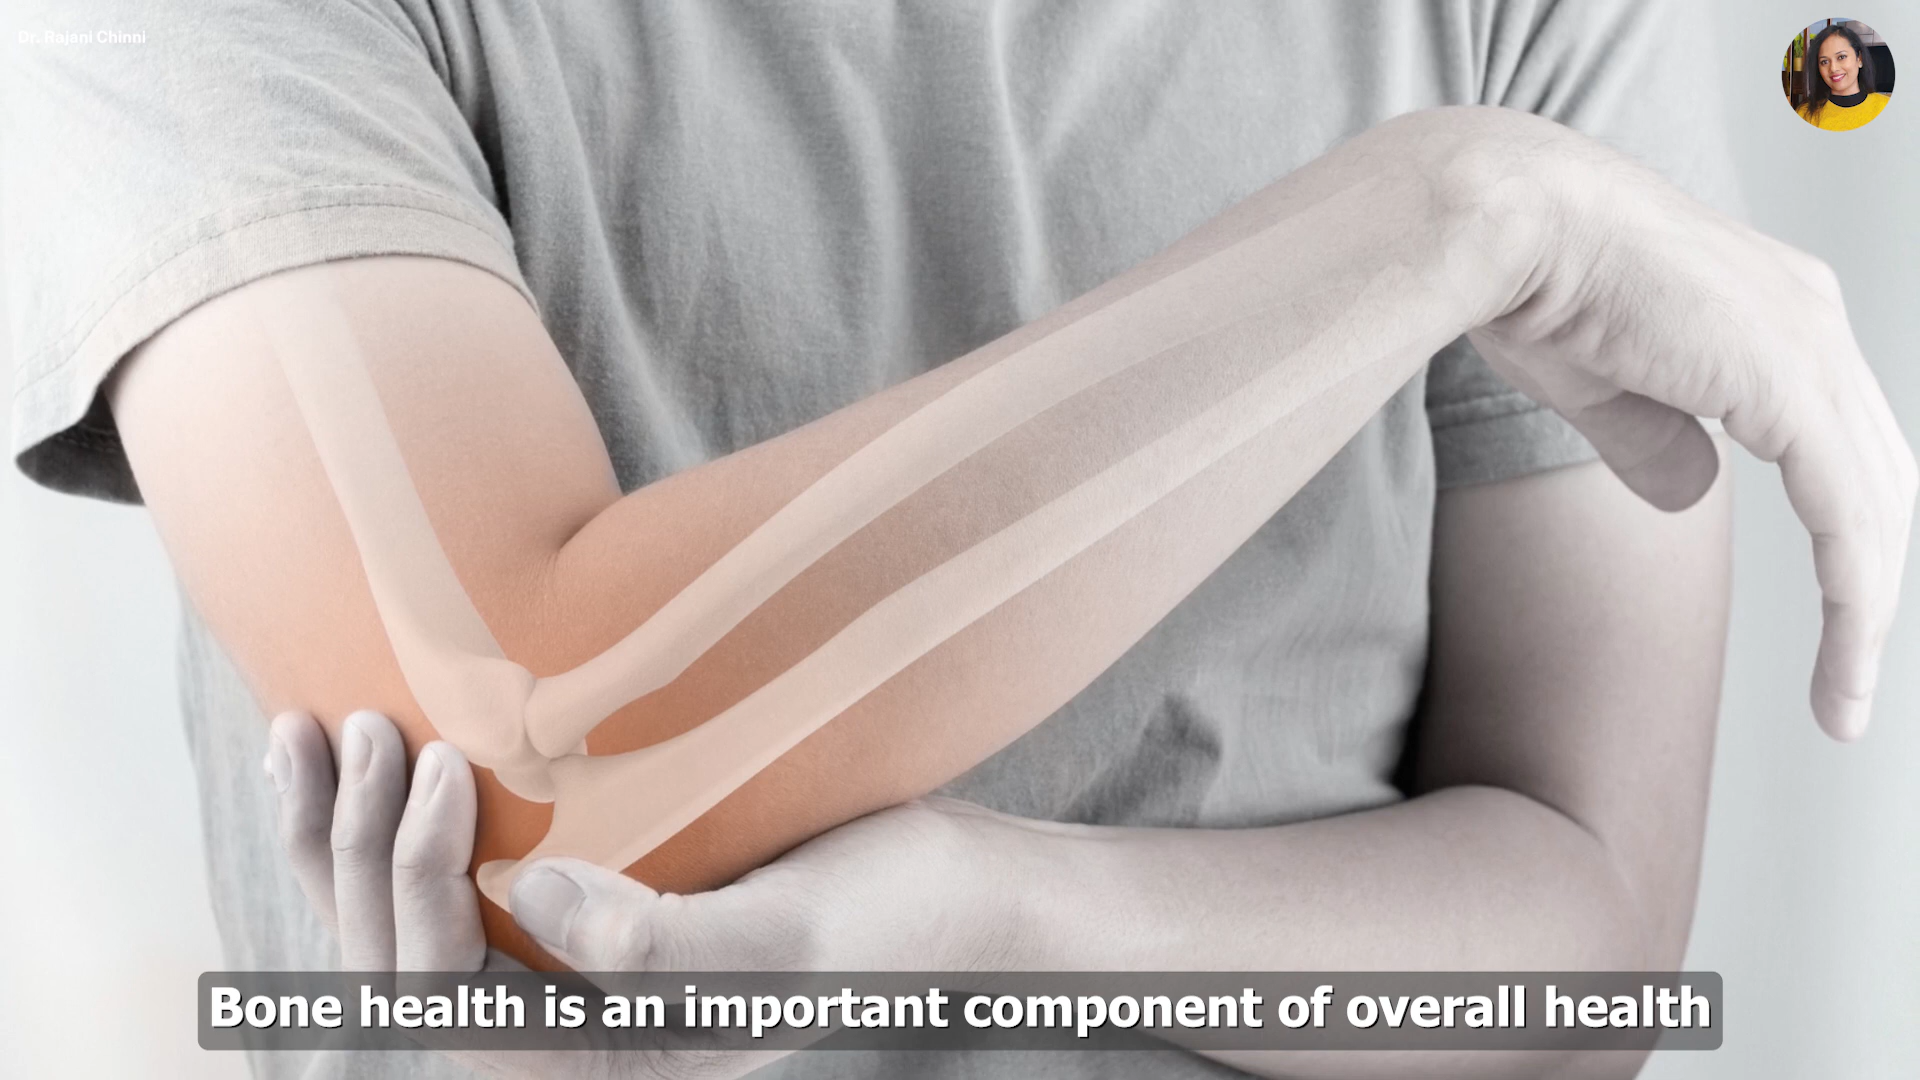 Dr. Rajani Chinni
Bone health is an important component of overall health